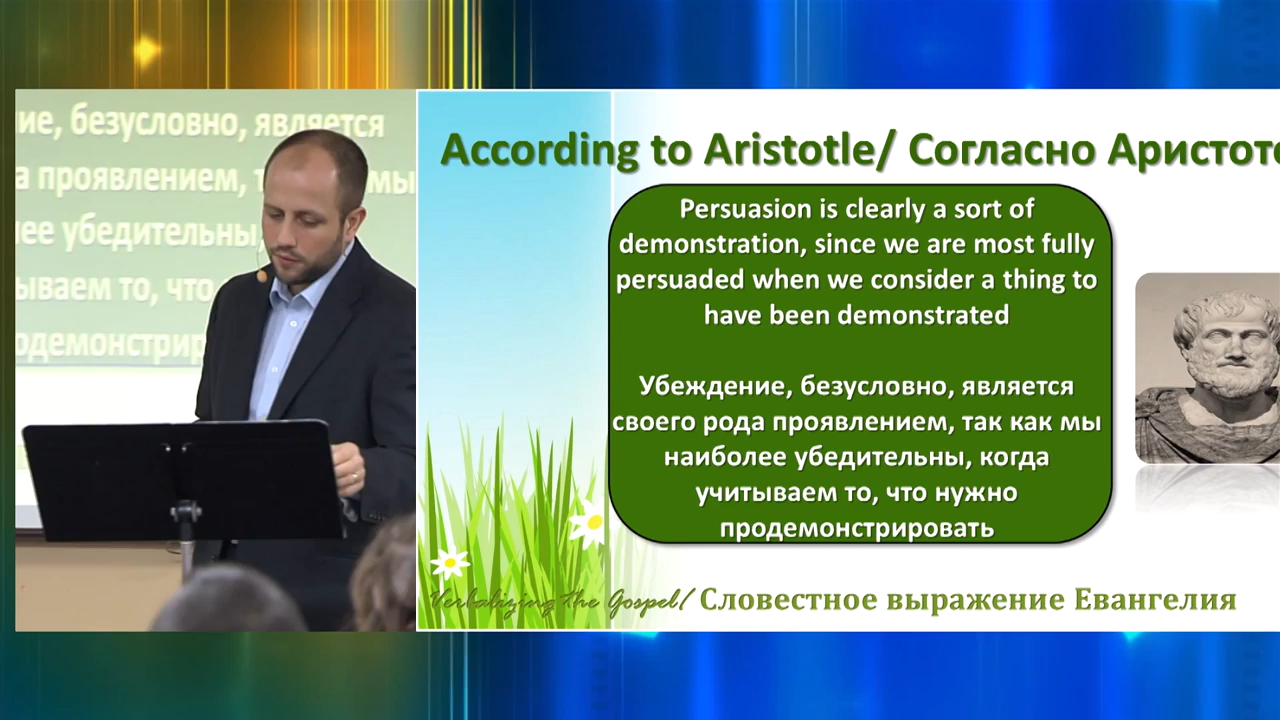 ие, безусловно, является
а проявлением, мы
ее убедительны
ываем то, что
одемонстрир
According to Aristotle/ Согласно Аристот
Persuasion is clearly a sort of
demonstration, since we are most fully
persuaded when we consider a thing to
have been demonstrated
Убеждение, безусловно, является
своего рода проявлением, так как мы
наиболее убедительны, когда
учитываем то, что нужно
продемонстрировать
Verbalizing the Gospel/ Словестное выражение Евангелия